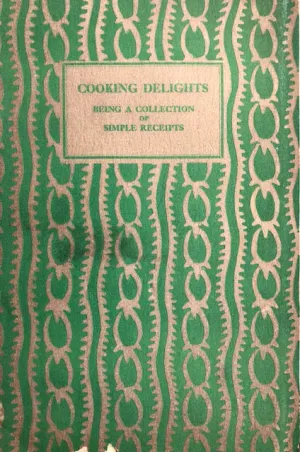 COOKING DELIGHTS
BEING A COLLECTION
OF
SIMPLE RECEIPTS